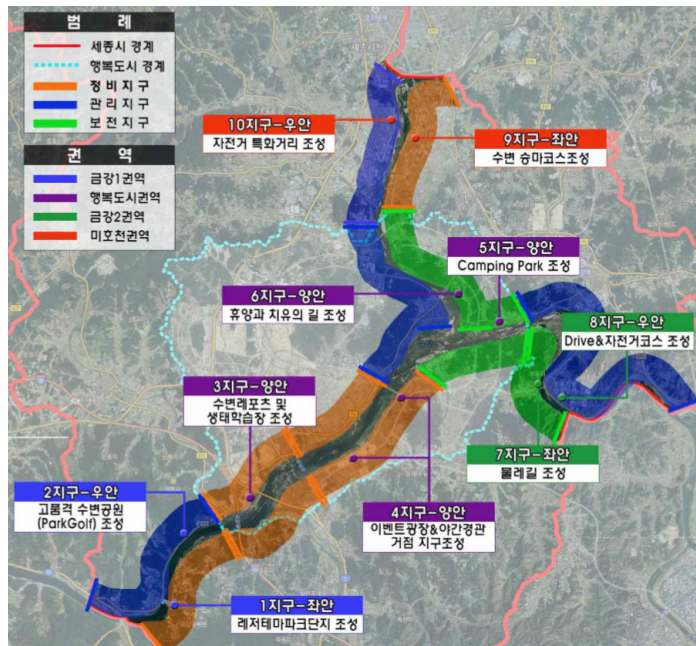 범 례
세종시 경계
행복도시 경계
정비지구
관리지구
보전지구
권 역
금강1권역
행복도시권역
금강2권역
미호천권역
10지구-우안
자전거 특화거리 조성
9지구-좌안
수변 승마코스조성
5지구-양안
Camping Park 조성
6지구-양안
휴양과 치유의 길 조성
8지구-우안
Drive&자전거코스 조성
3지구-양안
수변레포츠 및
생태학습장 조성
7지구-좌안
물레길 조성
2지구-우안
고품격 수변공원
(ParkGolf) 조성
4지구-양안
이벤트광장&야간경관
거점 지구조성
1지구-좌안
레저테마파크단지 조성